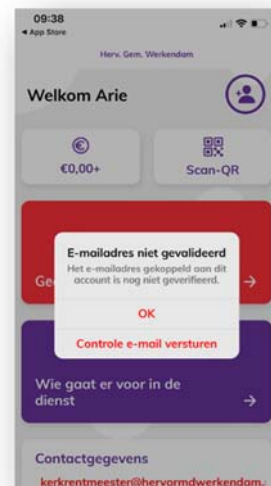 09:38
◀ App Store
Herv. Gem. Werkendam
Welkom Arie
€0,00+
Scan-QR
E-mailadres niet gevalideerd
Het e-mailadres gekoppeld aan dit
account is nog niet geverifieerd.
Ge
OK
Controle e-mail versturen
Wie gaat er voor in de
dienst
Contactgegevens
kerkrentmeester@hervormdwerkendam.